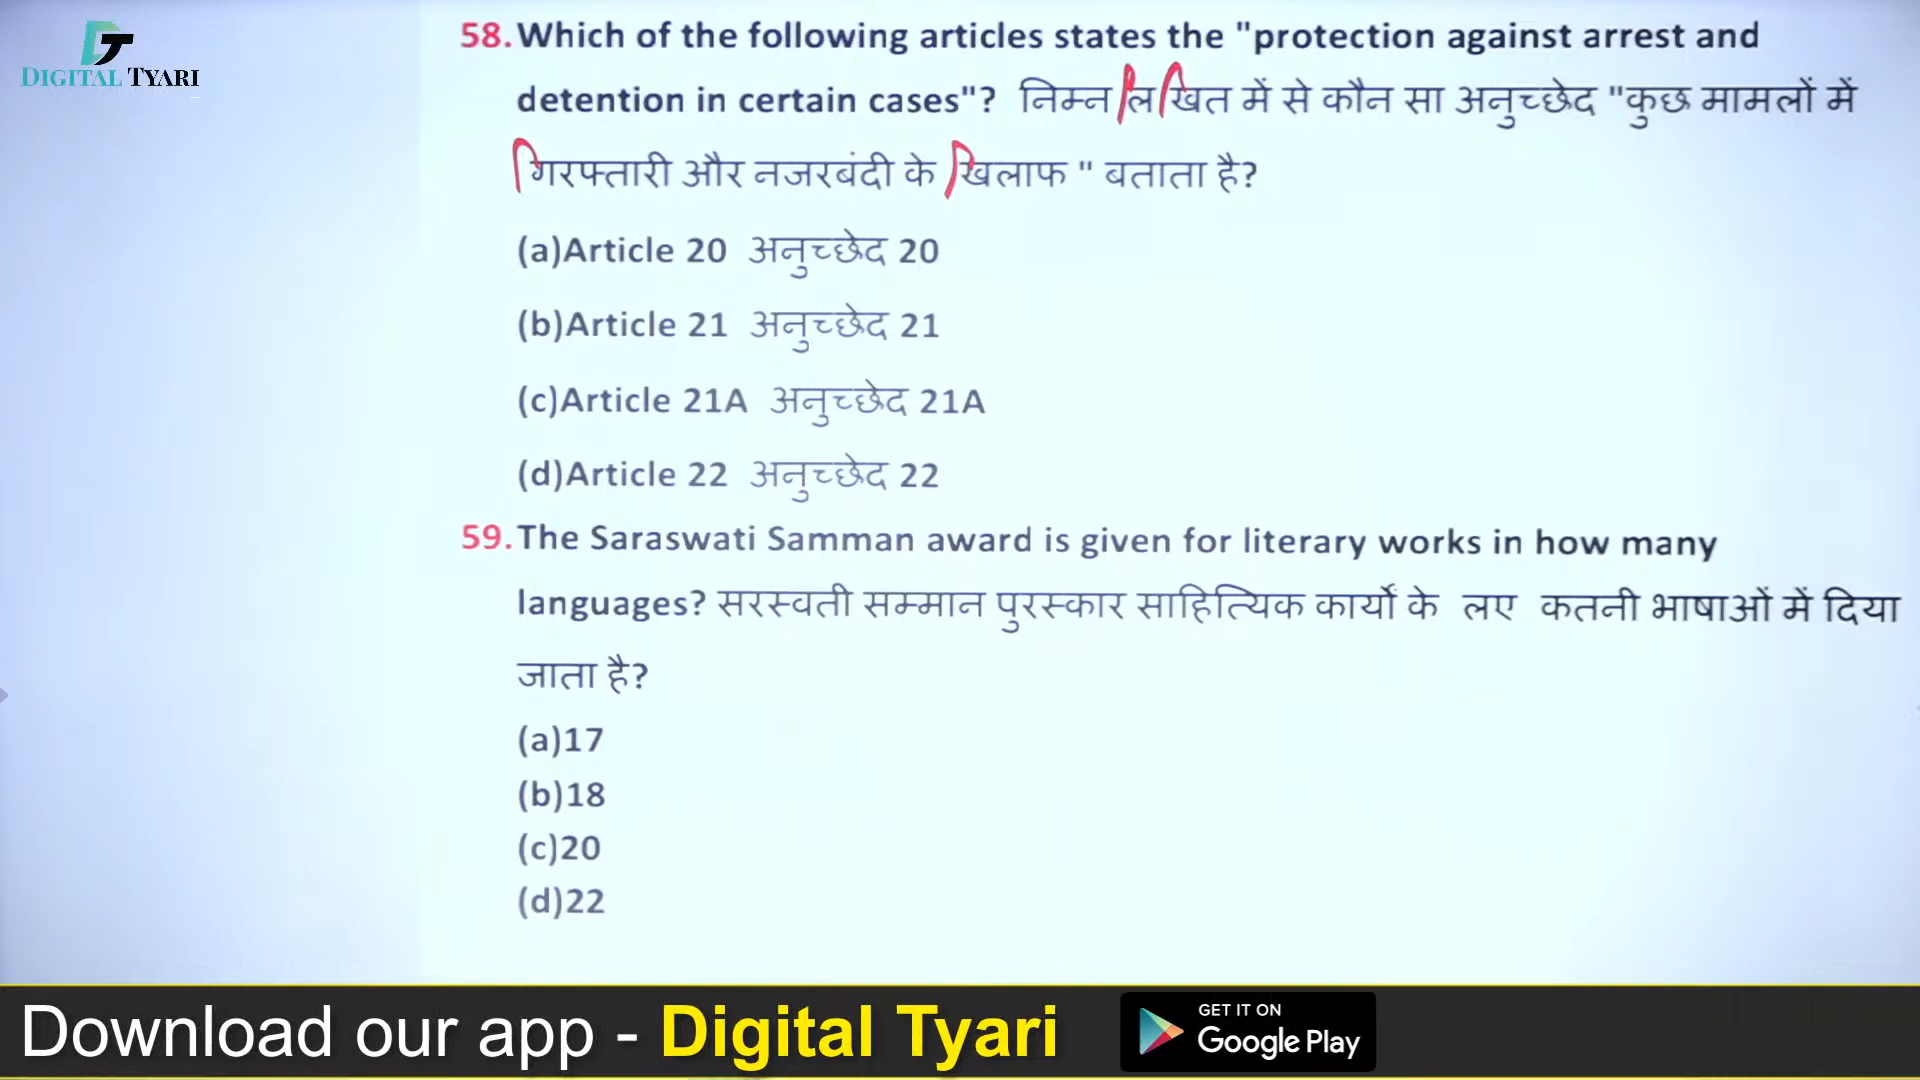 DIGITAL TYARI
58. Which of the following articles states the "protection against arrest and
detention in certain cases"? निम्न लिखित में से कौन सा अनुच्छेद "कुछ मामलों में
गिरफ्तारी और नजरबंदी के खिलाफ " बताता है?
(a)Article 20 अनुच्छेद 20
(b)Article 21 अनुच्छेद 21
(c)Article 21A अनुच्छेद 21A
(d)Article 22 अनुच्छेद 22
59. The Saraswati Samman award is given for literary works in how many
languages? सरस्वती सम्मान पुरस्कार साहित्यिक कार्यों के लए कतनी भाषाओं में दिया
जाता है?
(a)17
(b)18
(c)20
(d)22
Download our app - Digital Tyari
GET IT ON
Google Play